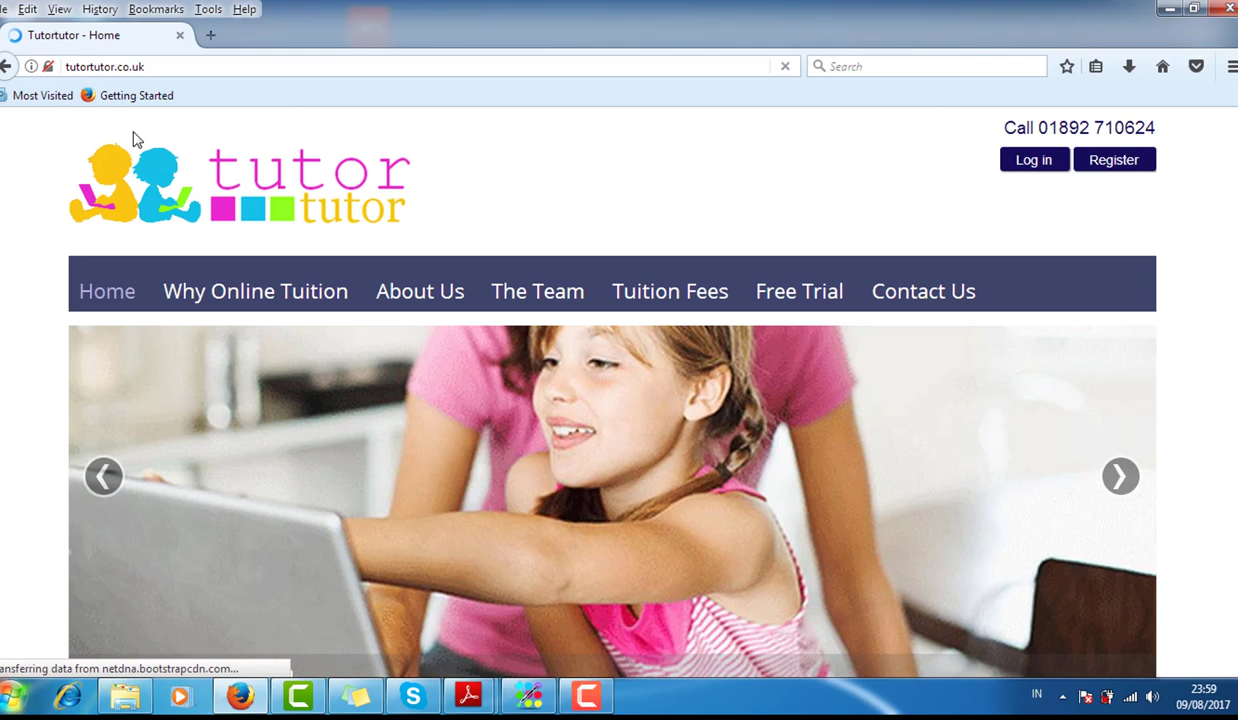 Edit View History Bookmarks Tools Help
Tutortutor - Home
tutortutor.co.uk
Search
Most Visited Getting Started
Call 01892 710624
Log in Register
tutor
tutor
Home Why Online Tuition About Us The Team Tuition Fees Free Trial Contact Us
ansferring data from netdna.bootstrapcdn.com...
IN 23:59
09/08/2017